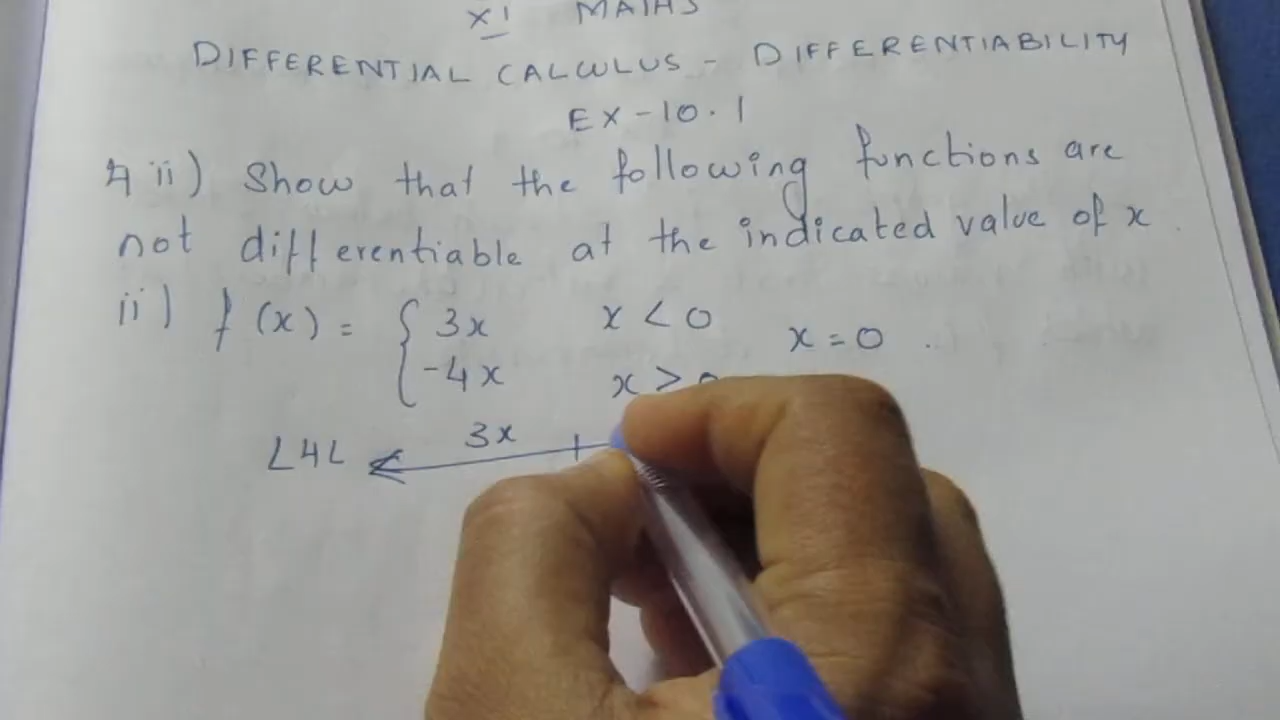 XI MATHS
DIFFERENTIAL CALCULUS - DIFFERENTIABILITY
EX-10.1
4 ii) Show that the following functions are
not differentiable at the indicated value of x.
ii) f(x) = { 3x x < 0
x = 0 .
-4x x >
L4L 3x